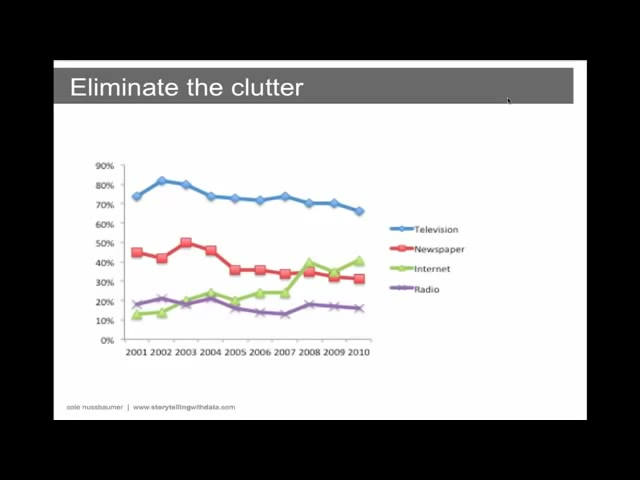 Eliminate the clutter
90%
80%
70%
60%
50%
40%
30%
20%
10%
0%
2001 2002 2003 2004 2005 2006 2007 2008 2009 2010
Television
Newspaper
Internet
Radio
cole nussbaumer | www.storytellingwithdata.com